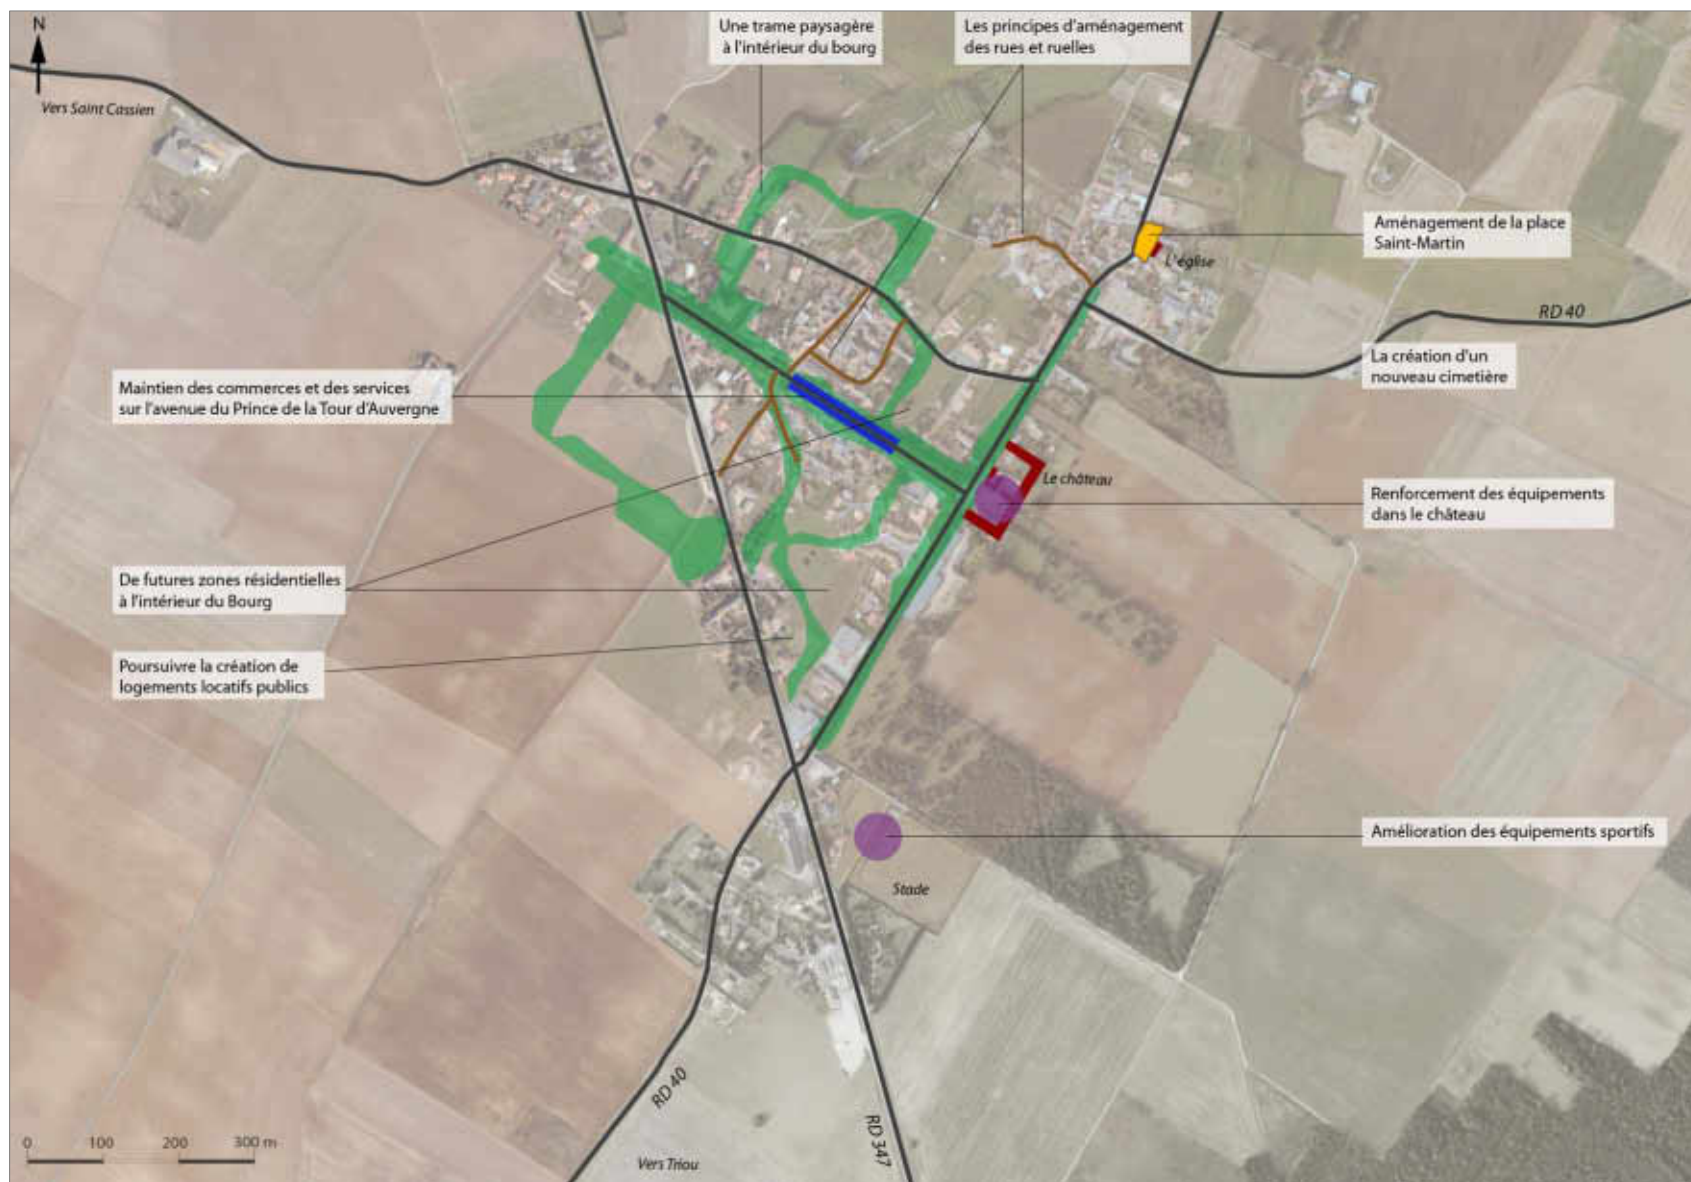 N
Une trame paysagère
à l'intérieur du bourg
Les principes d'aménagement
des rues et ruelles
Vers Saint Cassien
Aménagement de la place
Saint-Martin
L'église
RD 40
La création d'un
nouveau cimetière
Maintien des commerces et des services
sur l'avenue du Prince de la Tour d'Auvergne
Le château
Renforcement des équipements
dans le château
De futures zones résidentielles
à l'intérieur du Bourg
Poursuivre la création de
logements locatifs publics
Amélioration des équipements sportifs
Stade
RD 40
RD 347
0 100 200 300 m
Vers Triou